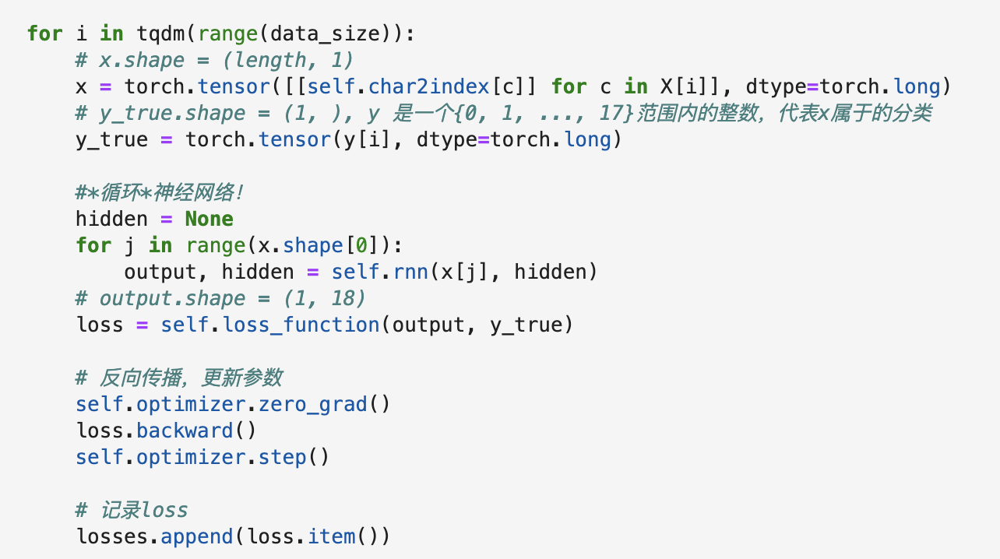 for i in tqdm(range(data_size)):
    # x.shape = (length, 1)
    x = torch.tensor([[self.char2index[c]] for c in X[i]], dtype=torch.long)
    # y_true.shape = (1, ), y 是一个{0, 1, ..., 17}范围内的整数，代表x属于的分类
    y_true = torch.tensor(y[i], dtype=torch.long)

    #*循环*神经网络!
    hidden = None
    for j in range(x.shape[0]):
        output, hidden = self.rnn(x[j], hidden)
    # output.shape = (1, 18)
    loss = self.loss_function(output, y_true)

    # 反向传播，更新参数
    self.optimizer.zero_grad()
    loss.backward()
    self.optimizer.step()

    # 记录loss
    losses.append(loss.item())